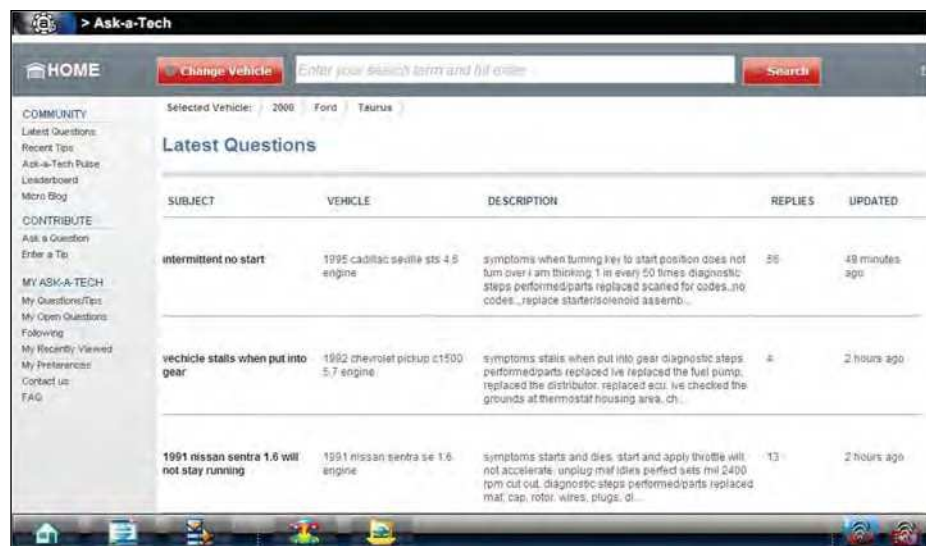 > Ask-a-Tech
HOME
Change Vehicle
Enter your search term and hit enter
Search
COMMUNITY
Latest Questions
Recent Tips
Ask-a-Tech Pulse
Leaderboard
Micro Blog
CONTRIBUTE
Ask a Question
Enter a Tip
MY ASK-A-TECH
My Questions/Tips
My Open Questions
Following
My Recently Viewed
My Preferences
Contact us
FAQ
Selected Vehicle: 2000 Ford Taurus
Latest Questions
SUBJECT VEHICLE DESCRIPTION REPLIES UPDATED
intermittent no start
1995 cadillac seville sts 4.6
engine
symptoms when turning key to start position does not
turn over i am thinking 1 in every 50 times diagnostic
steps performed/parts replaced scaned for codes..no
codes.,replace starter/solenoid assemb...
56
49 minutes
ago
vechicle stalls when put into
gear
1992 chevrolet pickup c1500
5.7 engine
symptoms stalls when put into gear diagnostic steps
performed/parts replaced ive replaced the fuel pump,
replaced the distributor, replaced ecu, ive checked the
grounds at thermostat housing area, ch...
4
2 hours ago
1991 nissan sentra 1.6 will
not stay running
1991 nissan sentra se 1.6
engine
symptoms starts and dies. start and apply throttle will
not accelerate. unplug maf idles perfect sets mil 2400
rpm cut out. diagnostic steps performed/parts replaced
maf, cap, rotor, wires, plugs, di...
13
2 hours ago